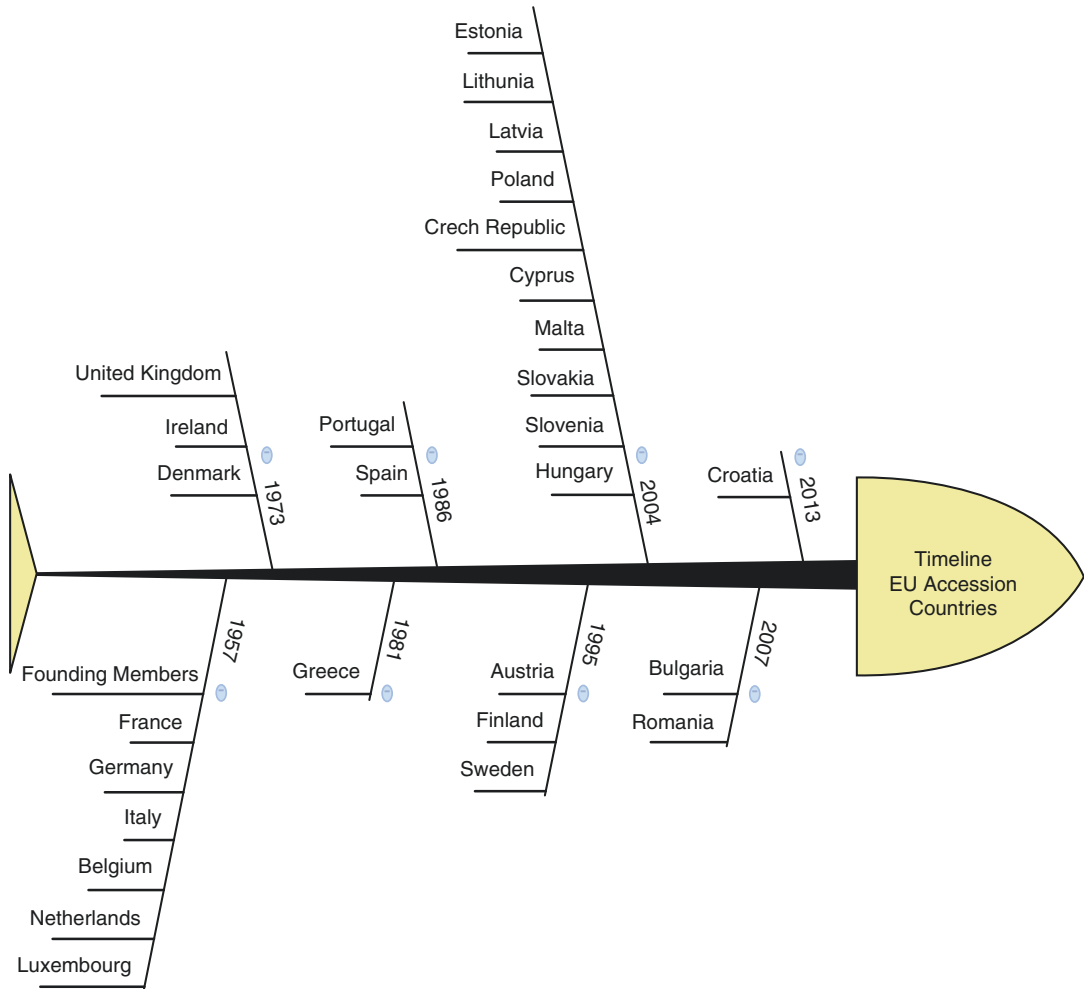 Estonia
Lithunia
Latvia
Poland
Crech Republic
Cyprus
Malta
Slovakia
Slovenia
Hungary
2004
United Kingdom
Ireland
Denmark
1973
Portugal
Spain
1986
Croatia
2013
Timeline
EU Accession
Countries
1957
Founding Members
France
Germany
Italy
Belgium
Netherlands
Luxembourg
1981
Greece
1995
Austria
Finland
Sweden
2007
Bulgaria
Romania